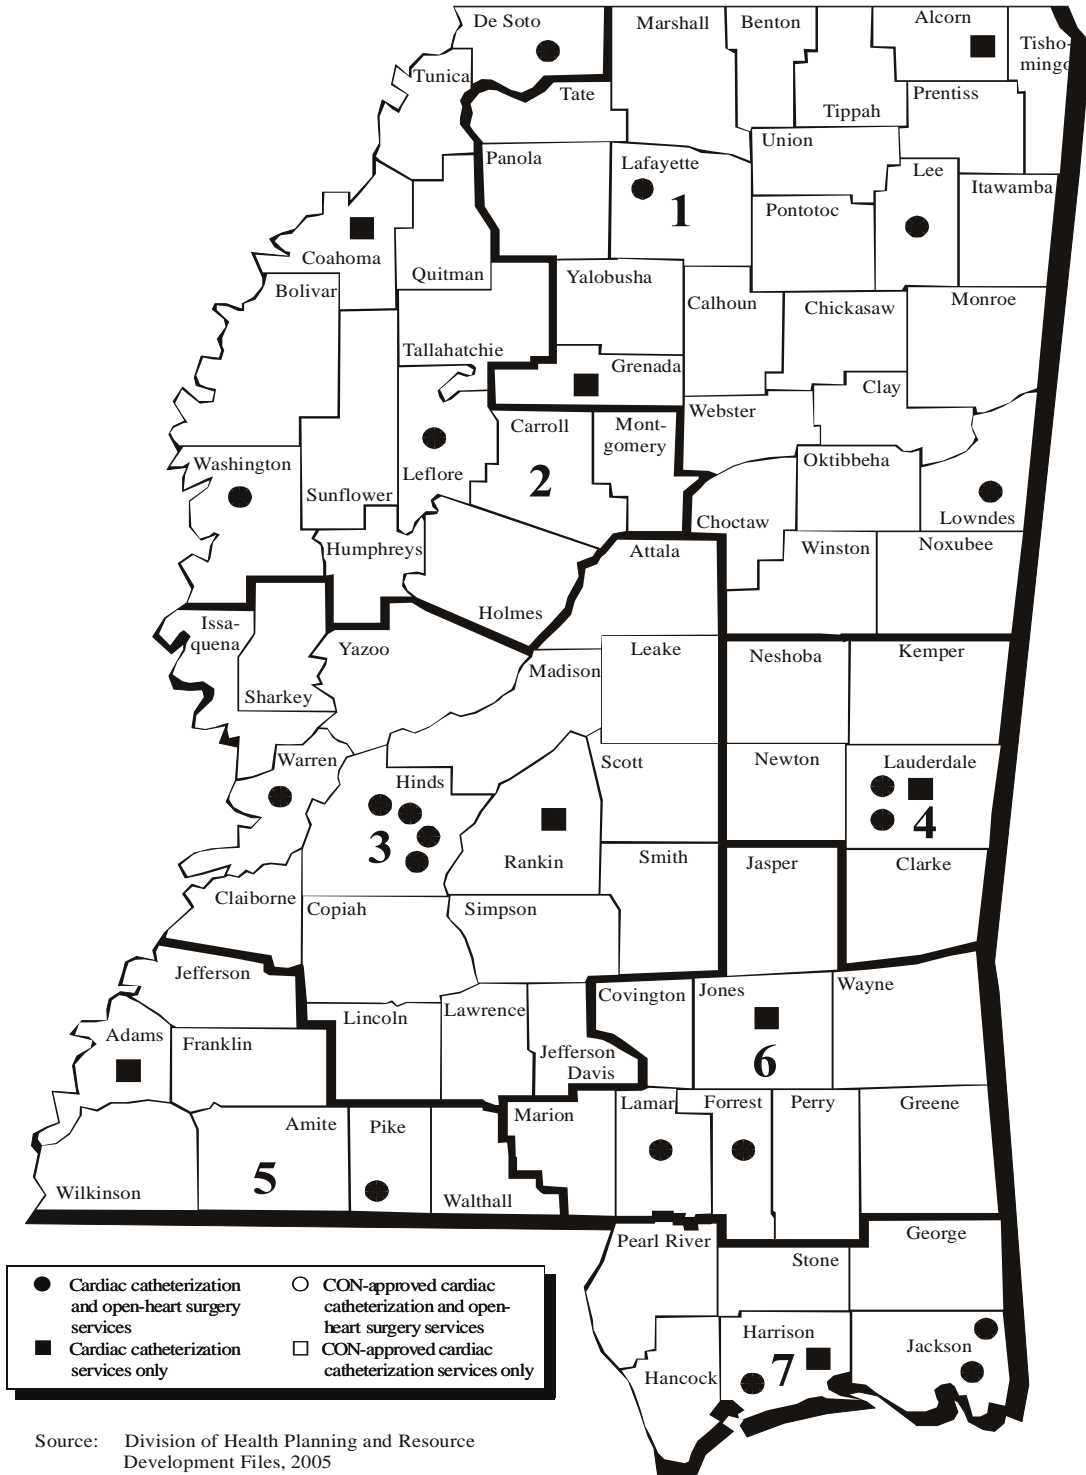 De Soto
Marshall
Benton
Alcorn
Tisho-
mingo
Tunica
Tate
Tippah
Prentiss
Panola
Lafayette
Union
Lee
Itawamba
1
Pontotoc
Coahoma
Quitman
Yalobusha
Bolivar
Calhoun
Chickasaw
Monroe
Tallahatchie
Grenada
Clay
Webster
Carroll
Mont-
gomery
Washington
Leflore
2
Oktibbeha
Sunflower
Choctaw
Lowndes
Humphreys
Attala
Winston
Noxubee
Holmes
Issa-
quena
Yazoo
Madison
Leake
Neshoba
Kemper
Sharkey
Warren
Hinds
Scott
Newton
Lauderdale
3
4
Rankin
Smith
Jasper
Clarke
Claiborne
Copiah
Simpson
Jefferson
Covington
Jones
Wayne
Lincoln
Lawrence
Adams
Franklin
Jefferson
Davis
6
Amite
Pike
Marion
Lamar
Forrest
Perry
Greene
5
Wilkinson
Walthall
Pearl River
Stone
George
Harrison
Jackson
7
Hancock
Cardiac catheterization
and open-heart surgery
services
Cardiac catheterization
services only
CON-approved cardiac
catheterization and open-
heart surgery services
CON-approved cardiac
catheterization services only
Source: Division of Health Planning and Resource
Development Files, 2005